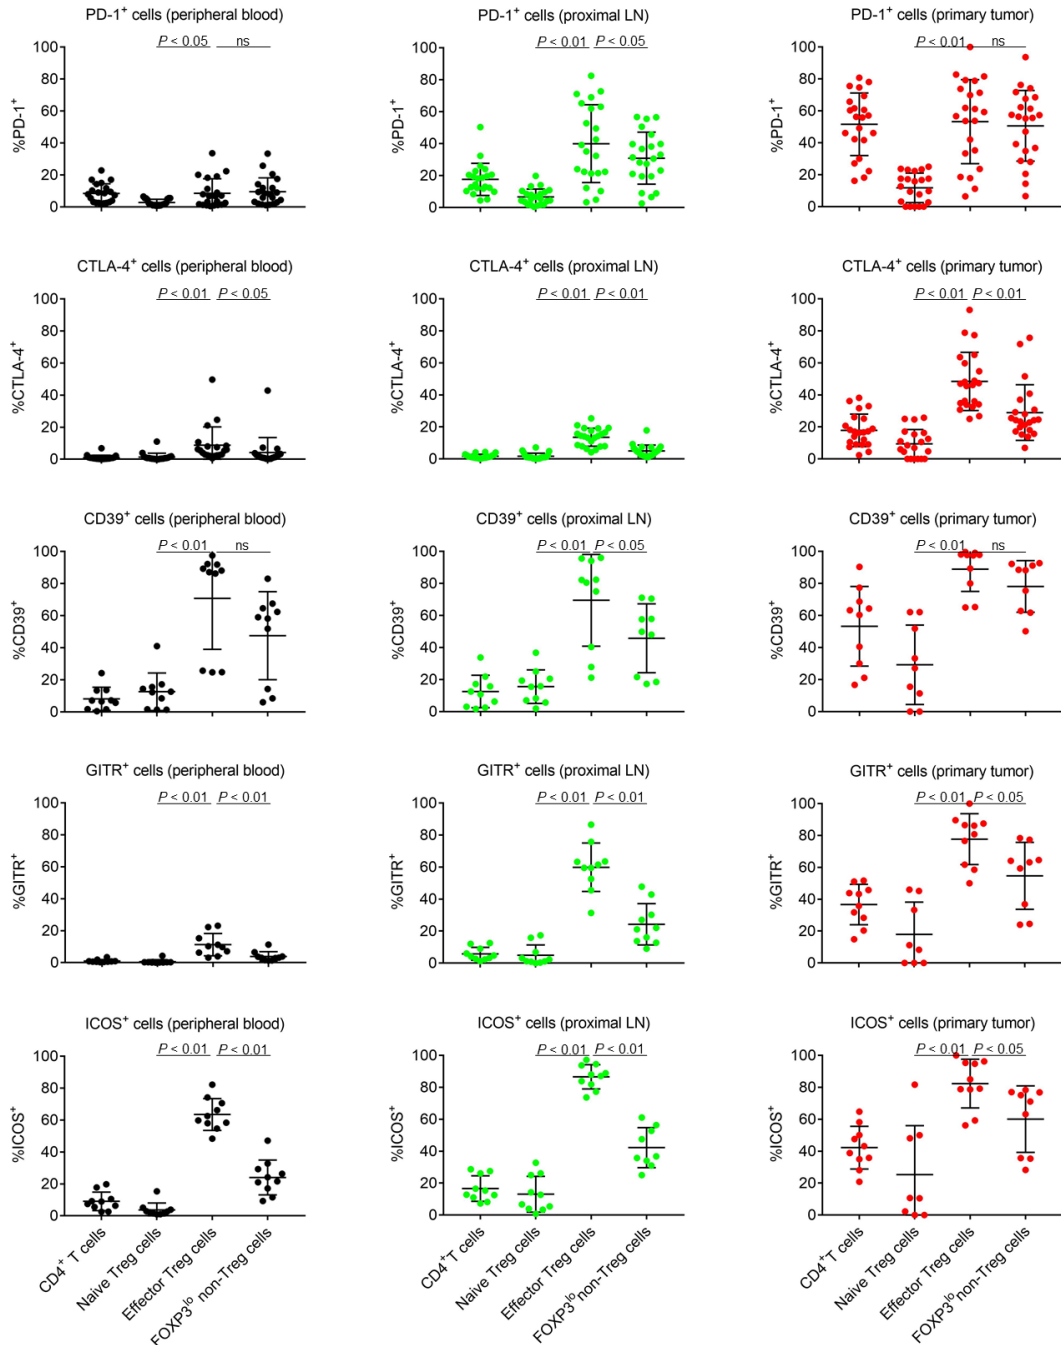 PD-1⁺ cells (peripheral blood)
P < 0.05 ns
%PD-1⁺
100
80
60
40
20
0
PD-1⁺ cells (proximal LN)
P < 0.01 P < 0.05
%PD-1⁺
100
80
60
40
20
0
PD-1⁺ cells (primary tumor)
P < 0.01 ns
%PD-1⁺
100
80
60
40
20
0
CTLA-4⁺ cells (peripheral blood)
P < 0.01 P < 0.05
%CTLA-4⁺
100
80
60
40
20
0
CTLA-4⁺ cells (proximal LN)
P < 0.01 P < 0.01
%CTLA-4⁺
100
80
60
40
20
0
CTLA-4⁺ cells (primary tumor)
P < 0.01 P < 0.01
%CTLA-4⁺
100
80
60
40
20
0
CD39⁺ cells (peripheral blood)
P < 0.01 ns
%CD39⁺
100
80
60
40
20
0
CD39⁺ cells (proximal LN)
P < 0.01 P < 0.05
%CD39⁺
100
80
60
40
20
0
CD39⁺ cells (primary tumor)
P < 0.01 ns
%CD39⁺
100
80
60
40
20
0
GITR⁺ cells (peripheral blood)
P < 0.01 P < 0.01
%GITR⁺
100
80
60
40
20
0
GITR⁺ cells (proximal LN)
P < 0.01 P < 0.01
%GITR⁺
100
80
60
40
20
0
GITR⁺ cells (primary tumor)
P < 0.01 P < 0.05
%GITR⁺
100
80
60
40
20
0
ICOS⁺ cells (peripheral blood)
P < 0.01 P < 0.01
%ICOS⁺
100
80
60
40
20
0
CD4⁺ T cells
Naive Treg cells
Effector Treg cells
FOXP3ˡᵒ non-Treg cells
ICOS⁺ cells (proximal LN)
P < 0.01 P < 0.01
%ICOS⁺
100
80
60
40
20
0
CD4⁺T cells
Naive Treg cells
Effector Treg cells
FOXP3ˡᵒ non-Treg cells
ICOS⁺ cells (primary tumor)
P < 0.01 P < 0.05
%ICOS⁺
100
80
60
40
20
0
CD4⁺T cells
Naive Treg cells
Effector Treg cells
FOXP3ˡᵒ non-Treg cells